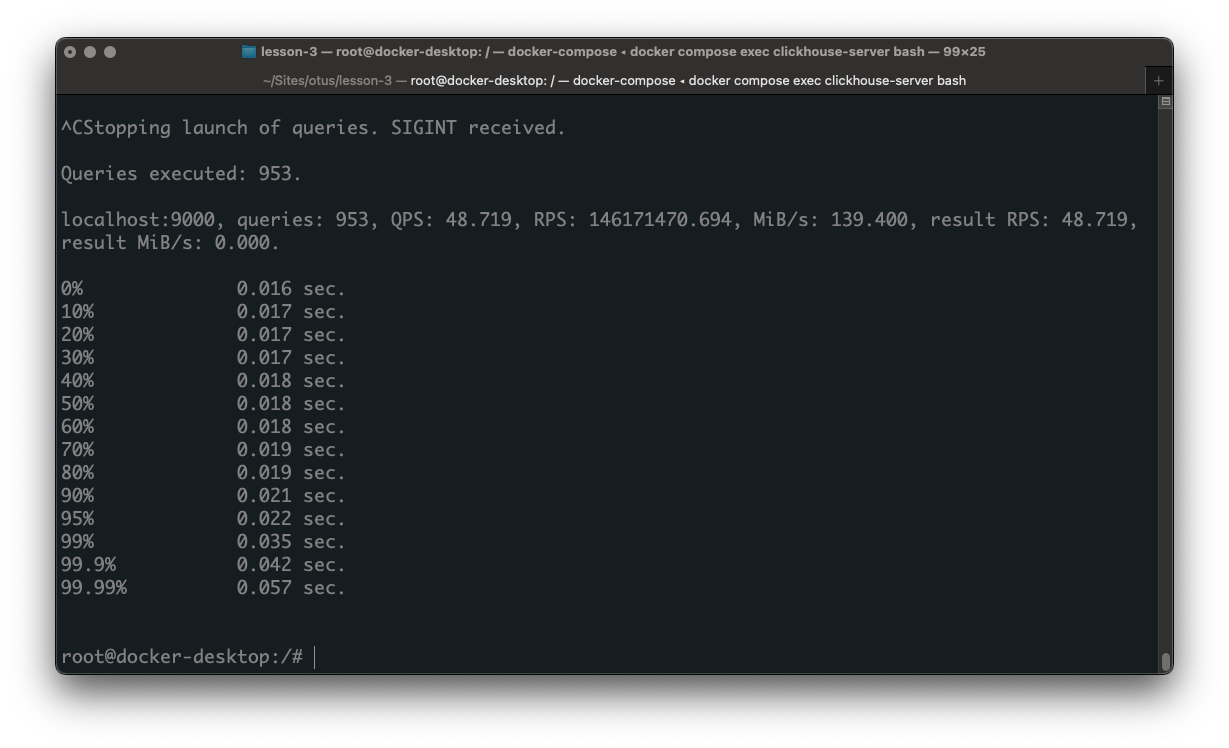 lesson-3 — root@docker-desktop: / — docker-compose ◂ docker compose exec clickhouse-server bash — 99×25
~/Sites/otus/lesson-3 — root@docker-desktop: / — docker-compose ◂ docker compose exec clickhouse-server bash
^CStopping launch of queries. SIGINT received.
Queries executed: 953.
localhost:9000, queries: 953, QPS: 48.719, RPS: 146171470.694, MiB/s: 139.400, result RPS: 48.719,
result MiB/s: 0.000.
0% 0.016 sec.
10% 0.017 sec.
20% 0.017 sec.
30% 0.017 sec.
40% 0.018 sec.
50% 0.018 sec.
60% 0.018 sec.
70% 0.019 sec.
80% 0.019 sec.
90% 0.021 sec.
95% 0.022 sec.
99% 0.035 sec.
99.9% 0.042 sec.
99.99% 0.057 sec.
root@docker-desktop:/#